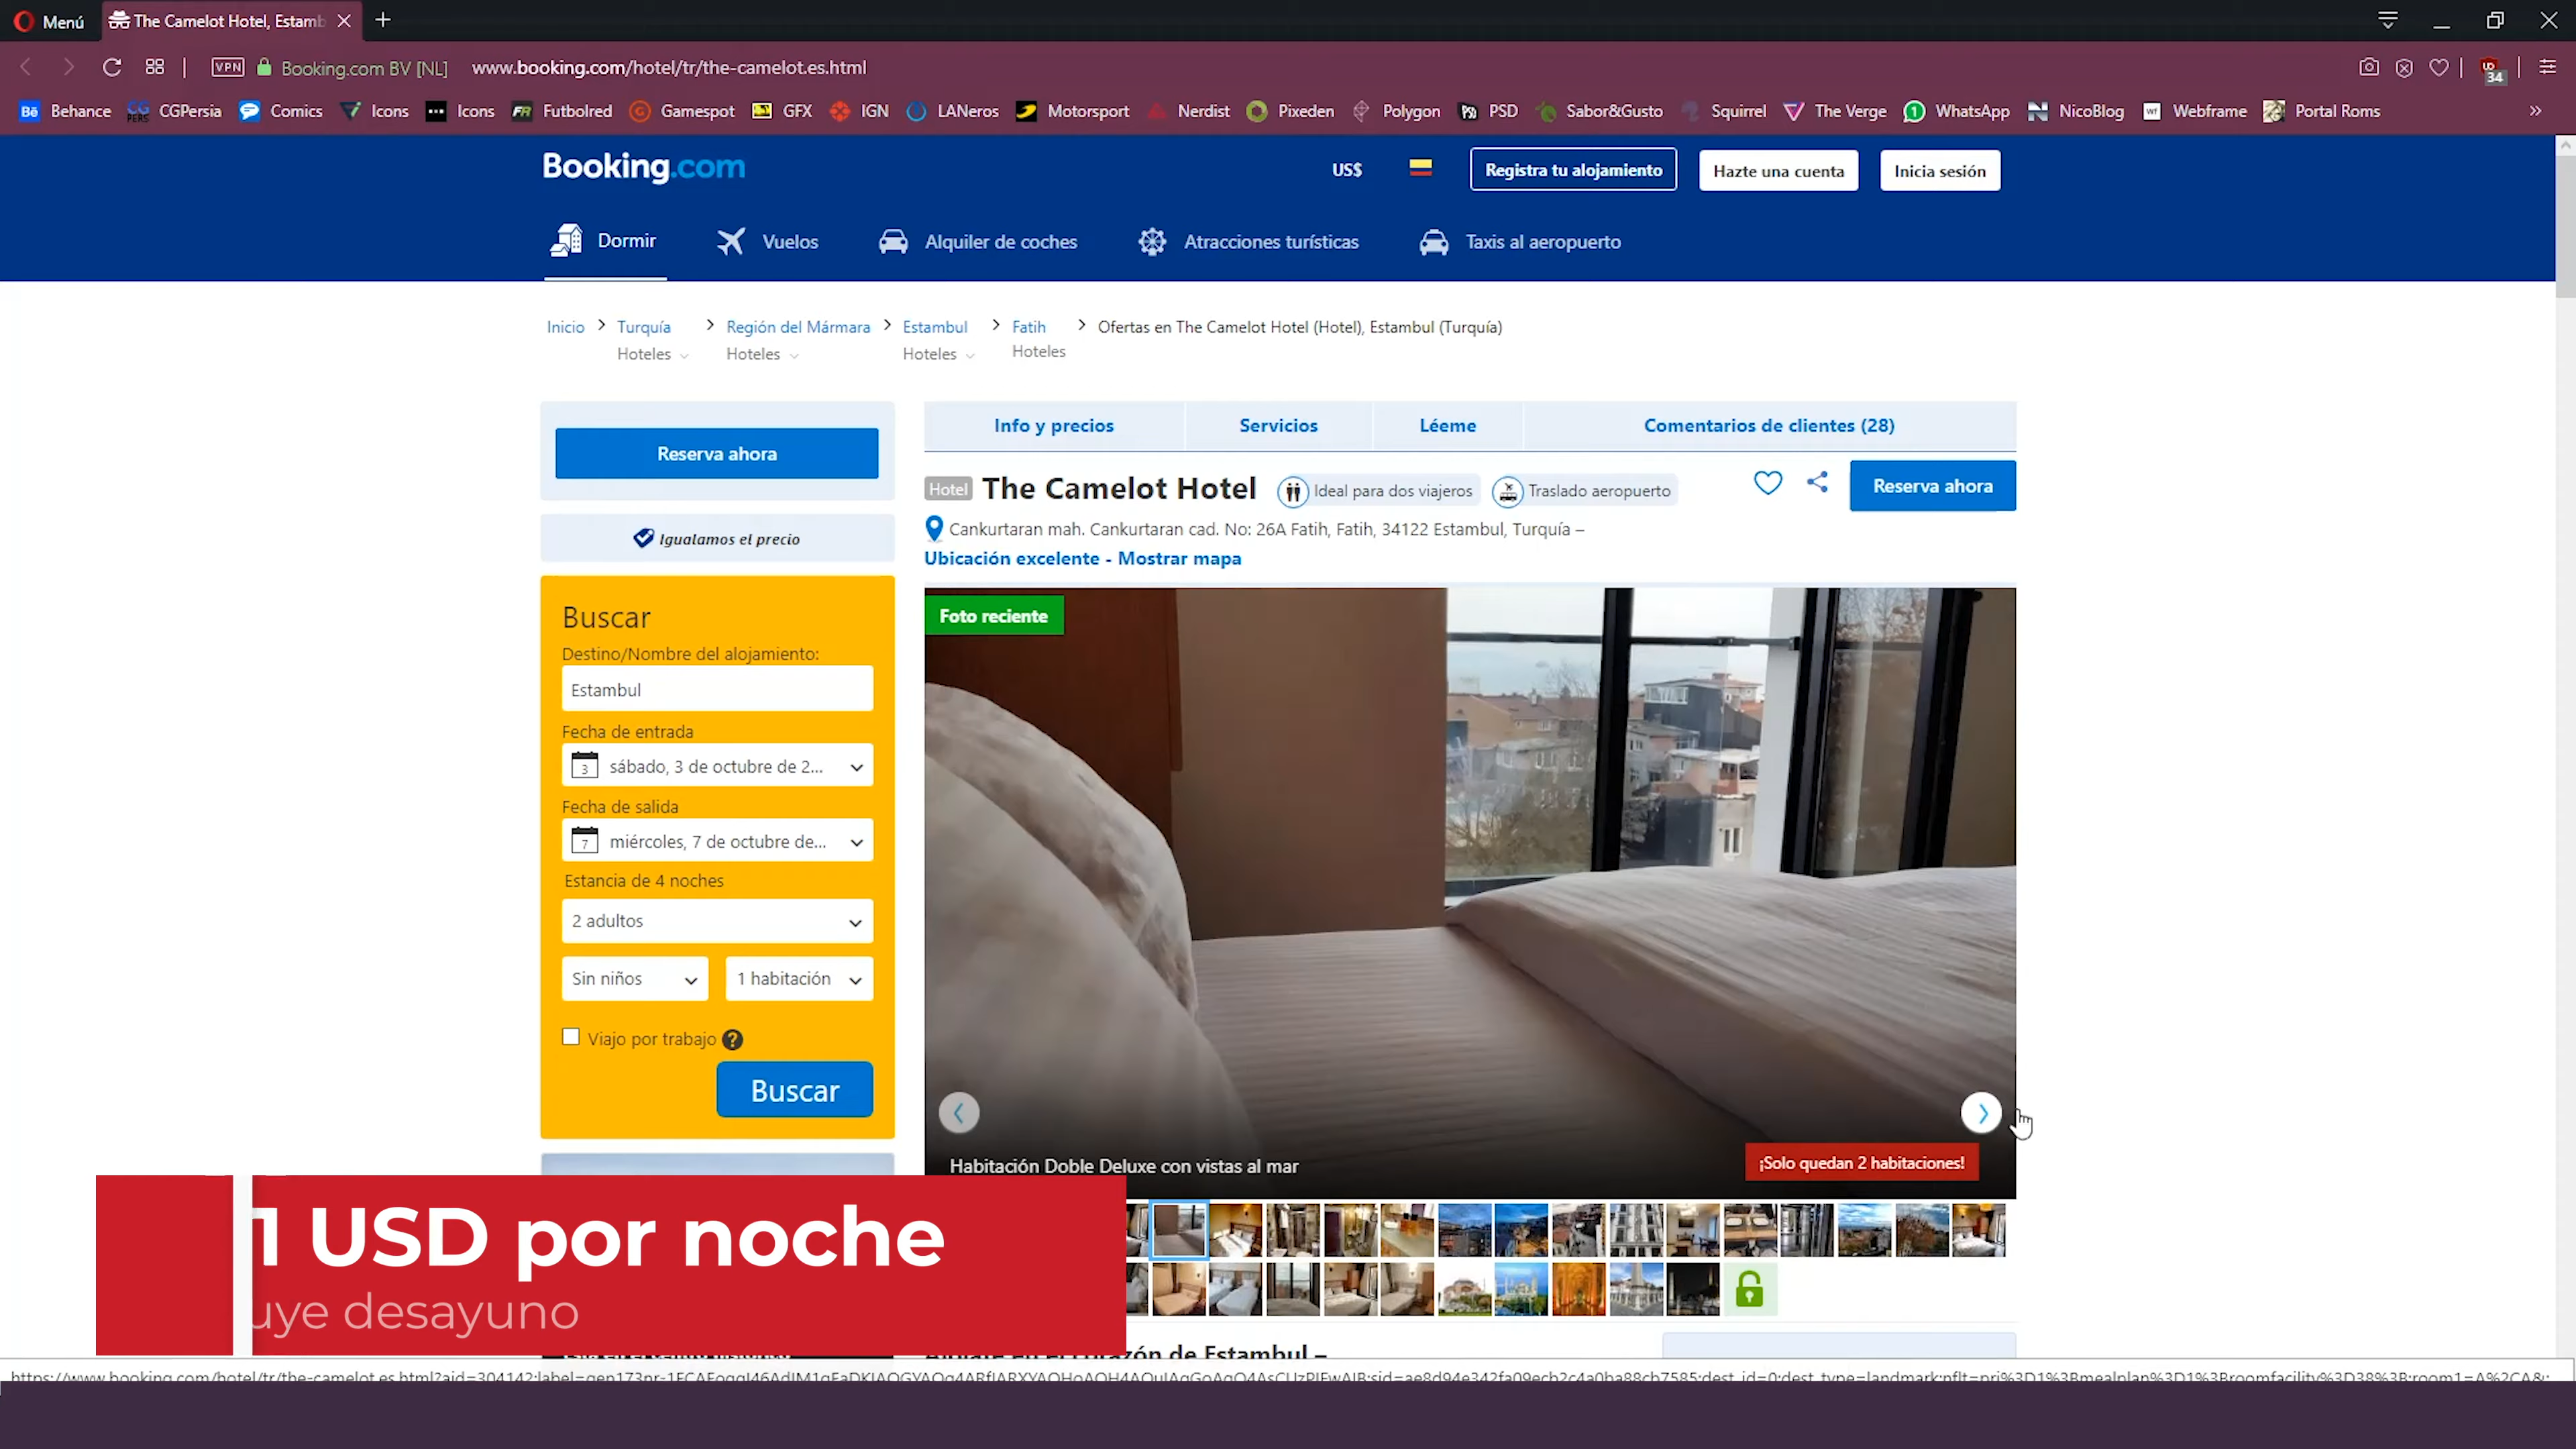 Menú
The Camelot Hotel, Estamb
VPN Booking.com BV [NL] www.booking.com/hotel/tr/the-camelot.es.html
34
Behance CGPersia Comics Icons Icons Futbolred Gamespot GFX IGN LANeros Motorsport Nerdist Pixeden Polygon PSD Sabor&Gusto Squirrel The Verge WhatsApp NicoBlog Webframe Portal Roms
Booking.com
US$ Registra tu alojamiento Hazte una cuenta Inicia sesión
Dormir Vuelos Alquiler de coches Atracciones turísticas Taxis al aeropuerto
Inicio > Turquía > Región del Mármara > Estambul > Fatih > Ofertas en The Camelot Hotel (Hotel), Estambul (Turquía)
Hoteles Hoteles Hoteles Hoteles
Reserva ahora
Igualamos el precio
Buscar
Destino/Nombre del alojamiento:
Estambul
Fecha de entrada
3 sábado, 3 de octubre de 2...
Fecha de salida
7 miércoles, 7 de octubre de...
Estancia de 4 noches
2 adultos
Sin niños 1 habitación
Viajo por trabajo ?
Buscar
Info y precios Servicios Léeme Comentarios de clientes (28)
Hotel The Camelot Hotel Ideal para dos viajeros Traslado aeropuerto Reserva ahora
Cankurtaran mah. Cankurtaran cad. No: 26A Fatih, Fatih, 34122 Estambul, Turquía –
Ubicación excelente - Mostrar mapa
Foto reciente
Habitación Doble Deluxe con vistas al mar
¡Solo quedan 2 habitaciones!
1 USD por noche
uye desayuno
de Estambul –